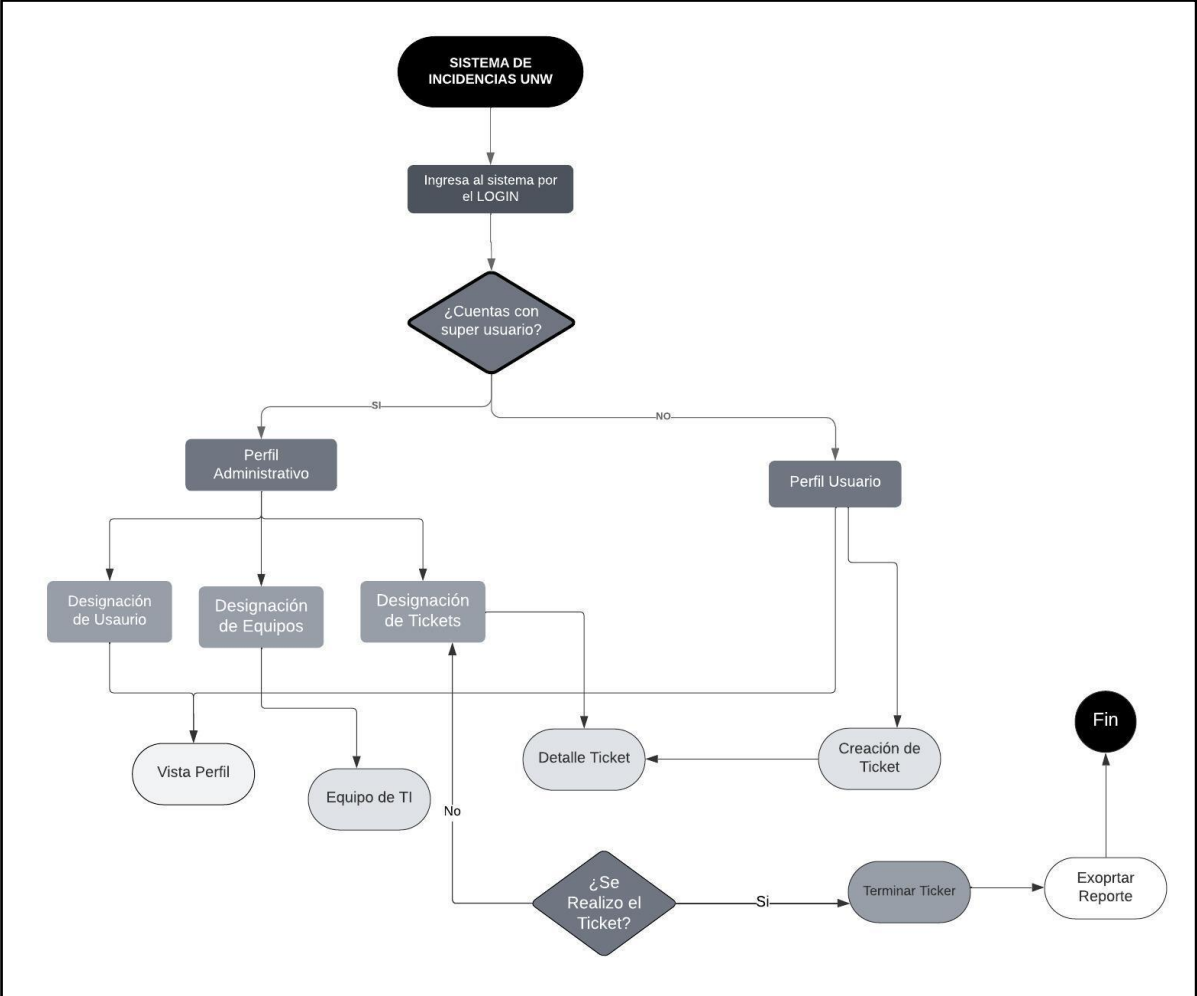 SISTEMA DE
INCIDENCIAS UNW
Ingresa al sistema por
el LOGIN
¿Cuentas con
super usuario?
SI
NO
Perfil
Administrativo
Perfil Usuario
Designación
de Usaurio
Designación
de Equipos
Designación
de Tickets
Fin
Vista Perfil
Equipo de TI
Detalle Ticket
Creación de
Ticket
No
¿Se
Realizo el
Ticket?
Si
Terminar Ticker
Exoprtar
Reporte